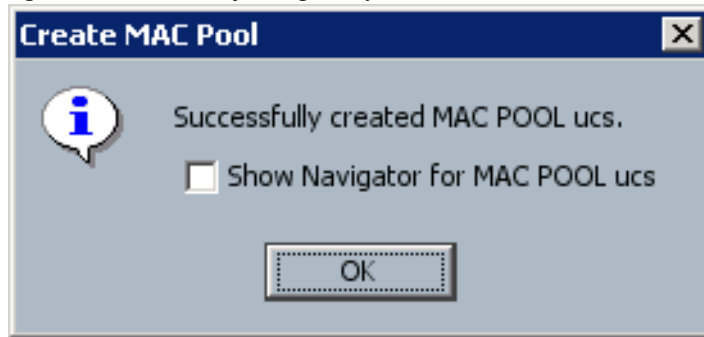 Create MAC Pool
Successfully created MAC POOL ucs.
Show Navigator for MAC POOL ucs
OK